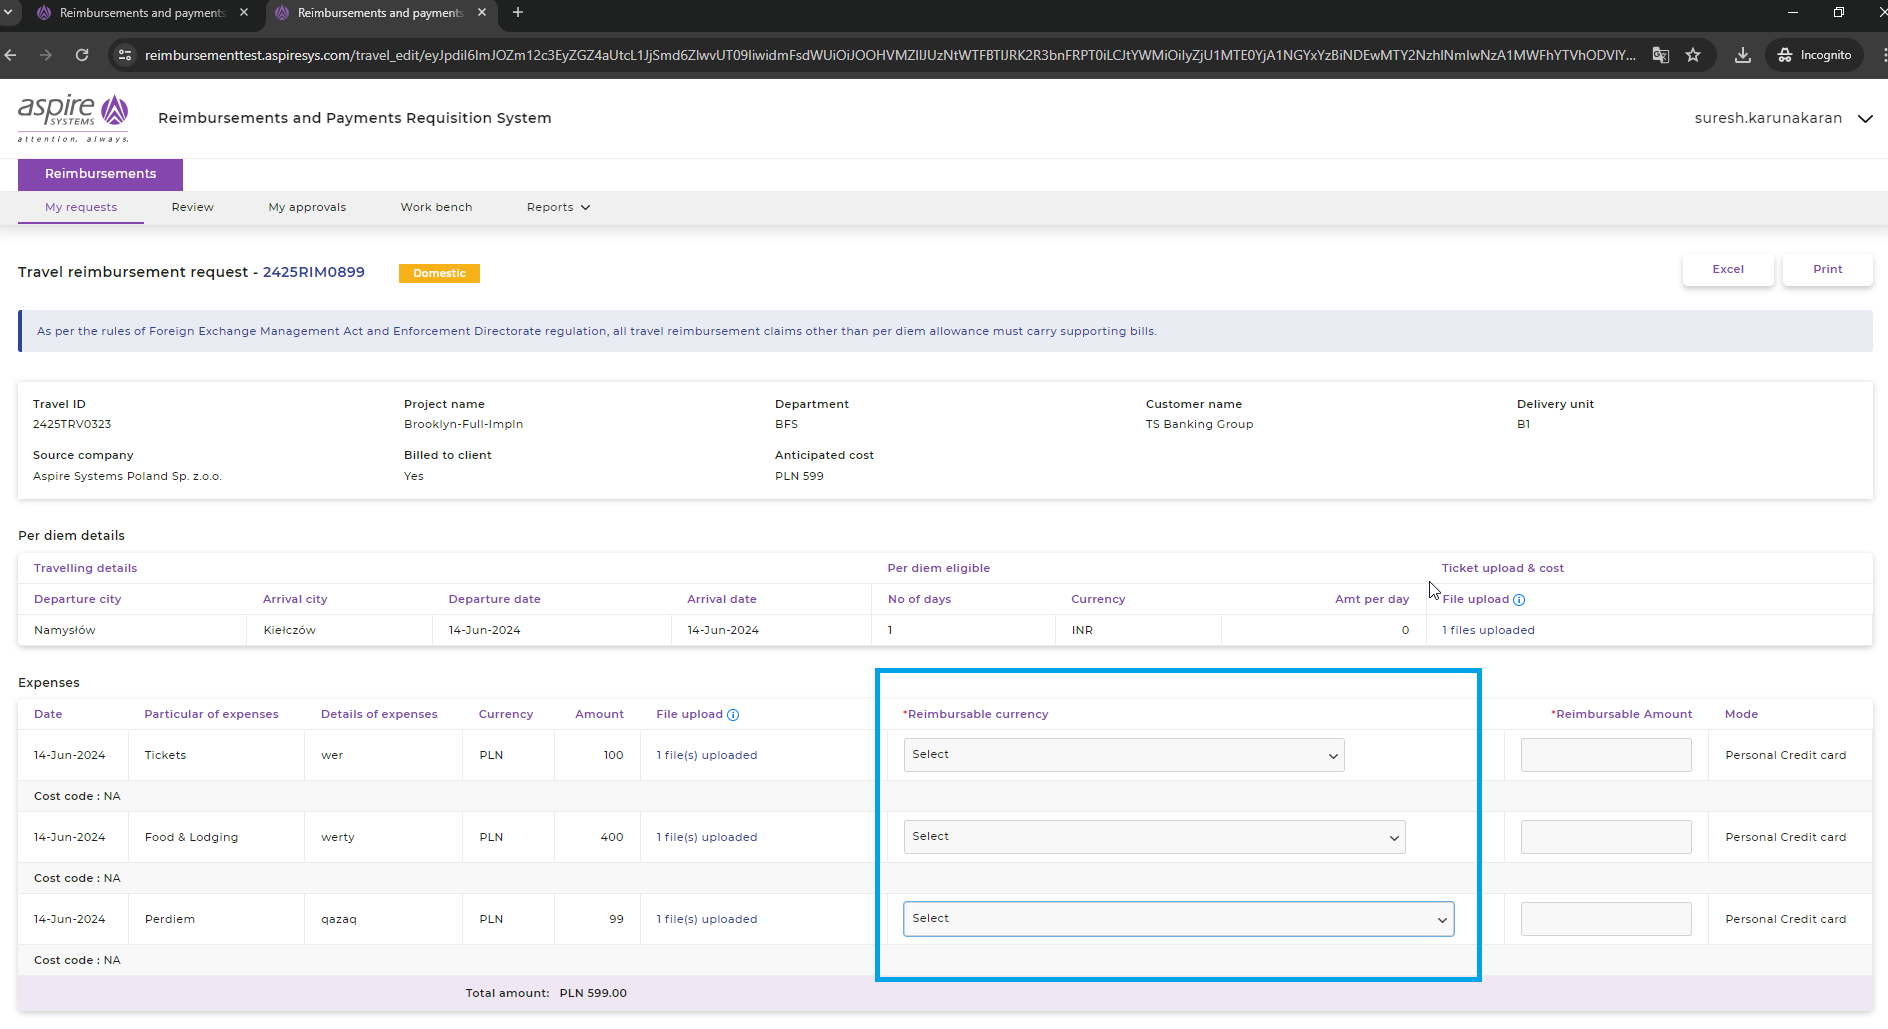 Reimbursements and payments
Reimbursements and payments
reimbursementtest.aspiresys.com/travel_edit/
Incognito
aspire
SYSTEMS
attention. always.
Reimbursements and Payments Requisition System
suresh.karunakaran
Reimbursements
My requests Review My approvals Work bench Reports
Travel reimbursement request - 2425RIM0899 Domestic
Excel Print
As per the rules of Foreign Exchange Management Act and Enforcement Directorate regulation, all travel reimbursement claims other than per diem allowance must carry supporting bills.
Travel ID Project name Department Customer name Delivery unit
2425TRV0323 Brooklyn-Full-Impln BFS TS Banking Group B1
Source company Billed to client Anticipated cost
Aspire Systems Poland Sp. z.o.o. Yes PLN 599
Per diem details
Travelling details Per diem eligible Ticket upload & cost
Departure city Arrival city Departure date Arrival date No of days Currency Amt per day File upload
Namysłów Kiełczów 14-Jun-2024 14-Jun-2024 1 INR 0 1 files uploaded
Expenses
Date Particular of expenses Details of expenses Currency Amount File upload *Reimbursable currency *Reimbursable Amount Mode
14-Jun-2024 Tickets wer PLN 100 1 file(s) uploaded Select Personal Credit card
Cost code : NA
14-Jun-2024 Food & Lodging werty PLN 400 1 file(s) uploaded Select Personal Credit card
Cost code : NA
14-Jun-2024 Perdiem qazaq PLN 99 1 file(s) uploaded Select Personal Credit card
Cost code : NA
Total amount: PLN 599.00